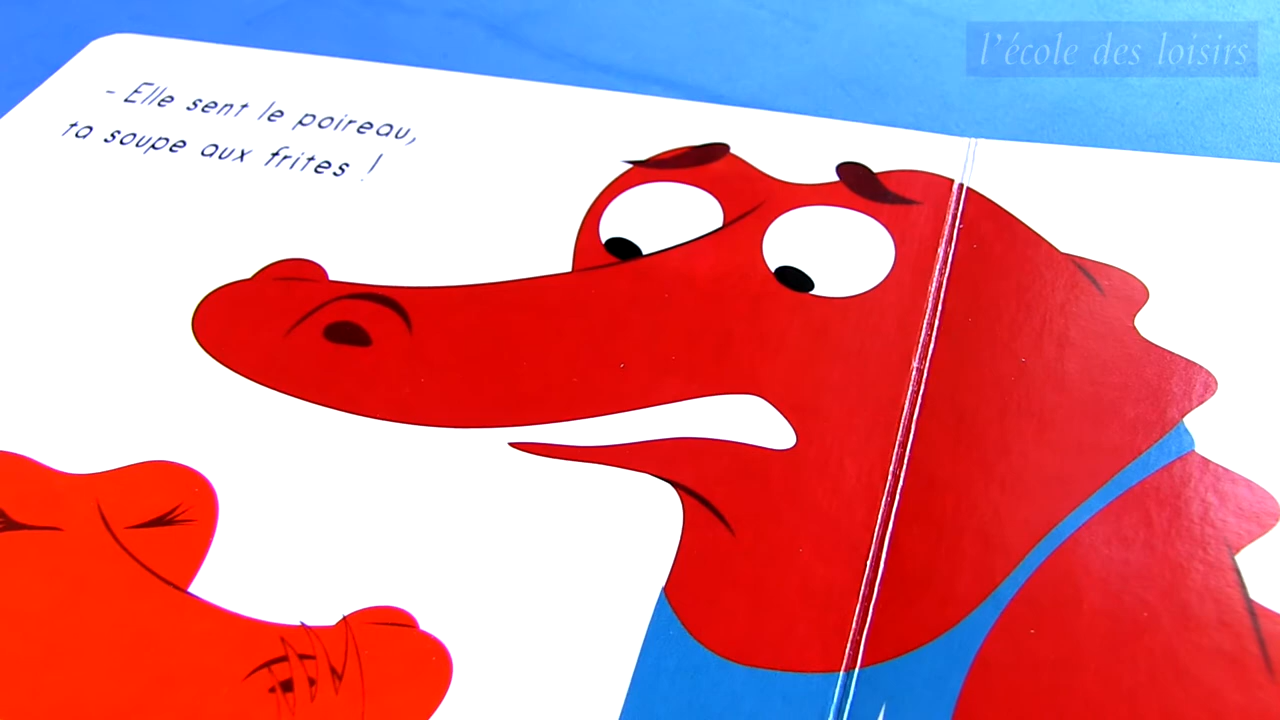 l'école des loisirs
- Elle sent le poireau,
ta soupe aux frites !